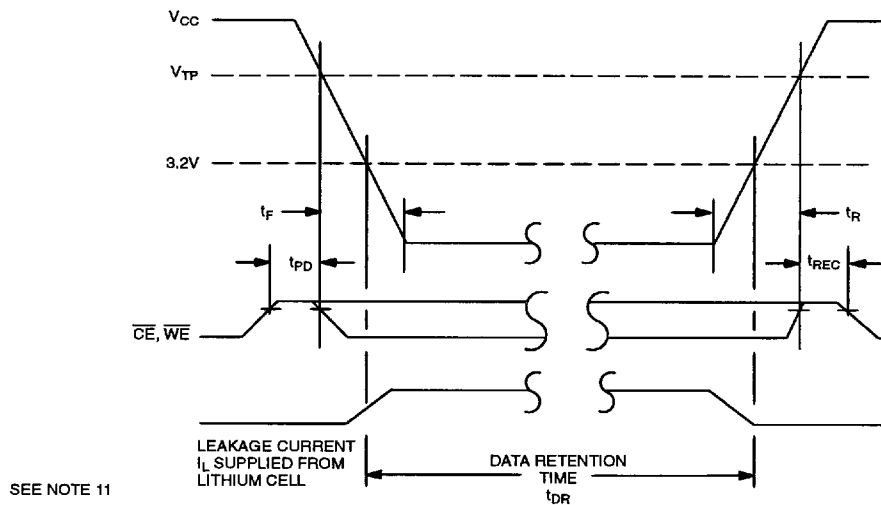 VCC
VTP
3.2V
tF
tR
tPD
tREC
CE, WE
LEAKAGE CURRENT
IL SUPPLIED FROM
LITHIUM CELL
DATA RETENTION
TIME
tDR
SEE NOTE 11